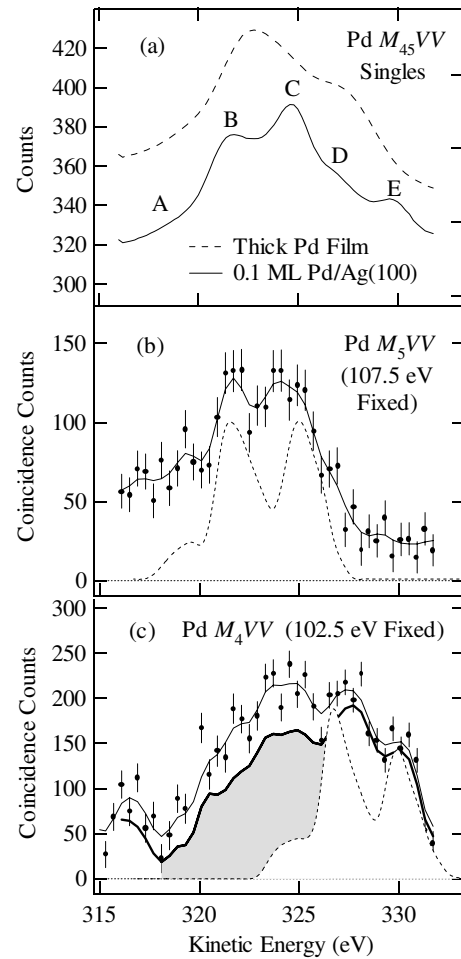 (a)
Pd M45VV
Singles
420
400
380
360
340
320
300
Counts
A
B
C
D
E
Thick Pd Film
0.1 ML Pd/Ag(100)
(b)
Pd M5VV
(107.5 eV
Fixed)
150
100
50
0
Coincidence Counts
(c) Pd M4VV (102.5 eV Fixed)
300
250
200
150
100
50
0
Coincidence Counts
315 320 325 330
Kinetic Energy (eV)